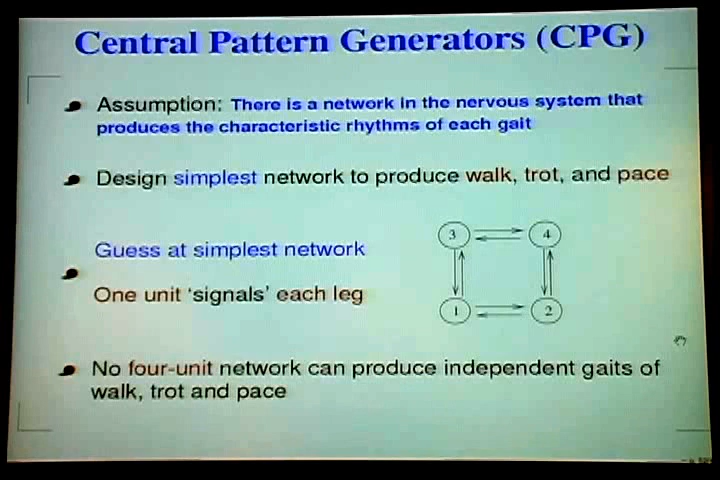 Central Pattern Generators (CPG)
Assumption: There is a network in the nervous system that
produces the characteristic rhythms of each gait
Design simplest network to produce walk, trot, and pace
Guess at simplest network
One unit ‘signals’ each leg
3 4
1 2
No four-unit network can produce independent gaits of
walk, trot and pace